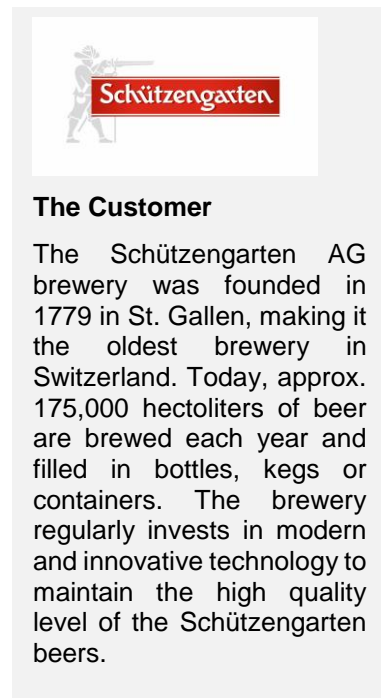 Schützengarten
The Customer
The Schützengarten AG
brewery was founded in
1779 in St. Gallen, making it
the oldest brewery in
Switzerland. Today, approx.
175,000 hectoliters of beer
are brewed each year and
filled in bottles, kegs or
containers. The brewery
regularly invests in modern
and innovative technology to
maintain the high quality
level of the Schützengarten
beers.